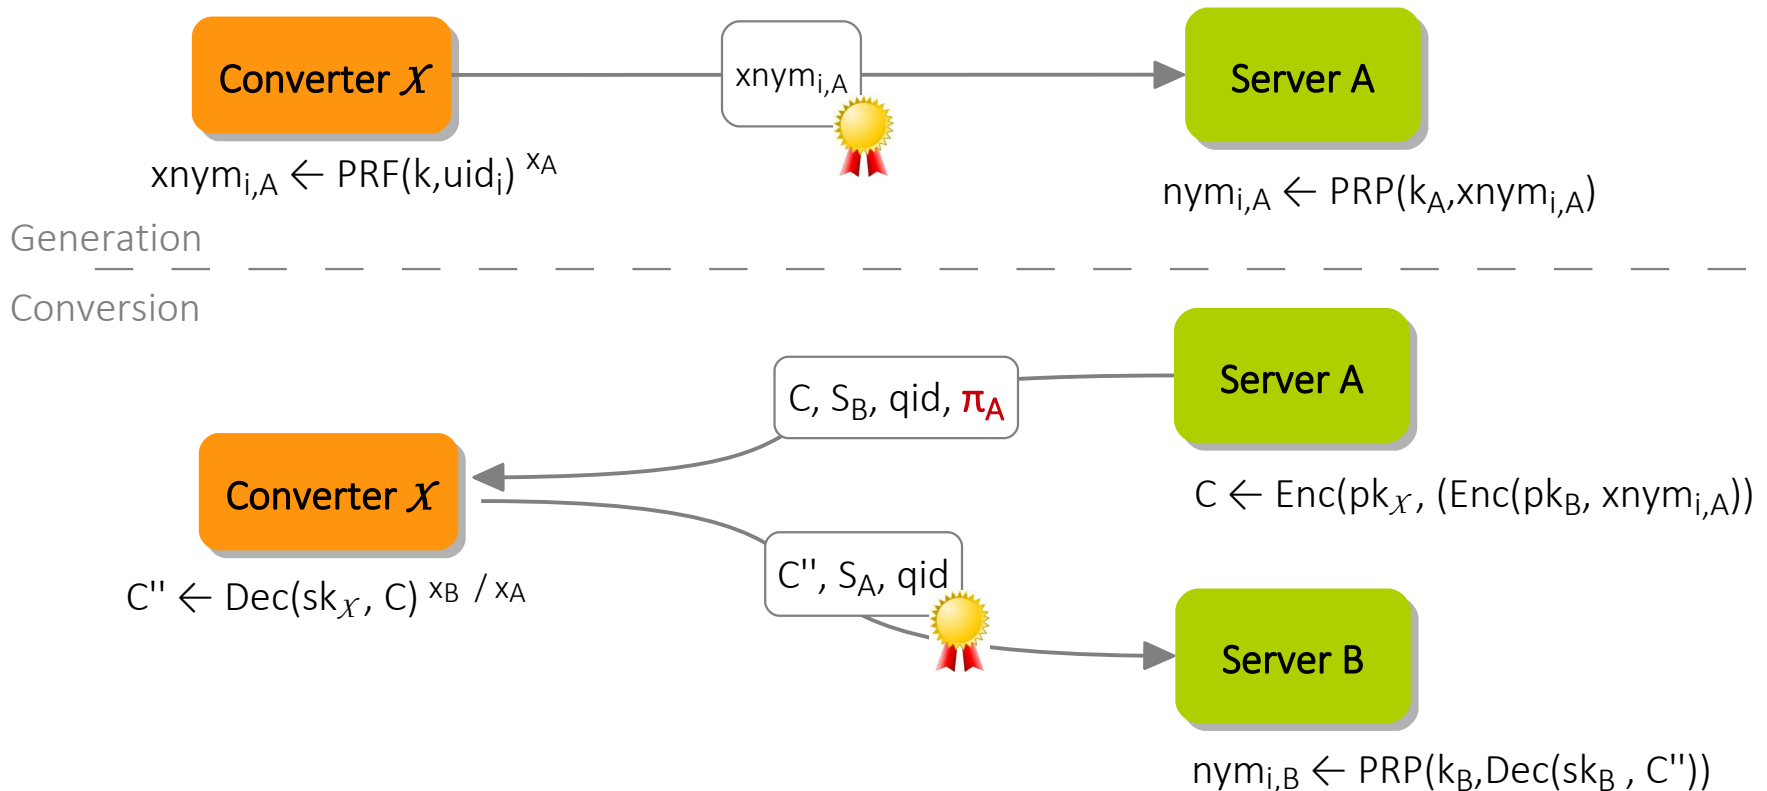 Converter 𝒳
xnymᵢ,A
Server A
xnymᵢ,A ← PRF(k,uidᵢ) ˣA
nymᵢ,A ← PRP(kA,xnymᵢ,A)
Generation
Conversion
Server A
C, SB, qid, πA
Converter 𝒳
C ← Enc(pk𝒳, (Enc(pkB, xnymᵢ,A))
C'', SA, qid
C'' ← Dec(sk𝒳, C) xB / xA
Server B
nymᵢ,B ← PRP(kB,Dec(skB , C''))